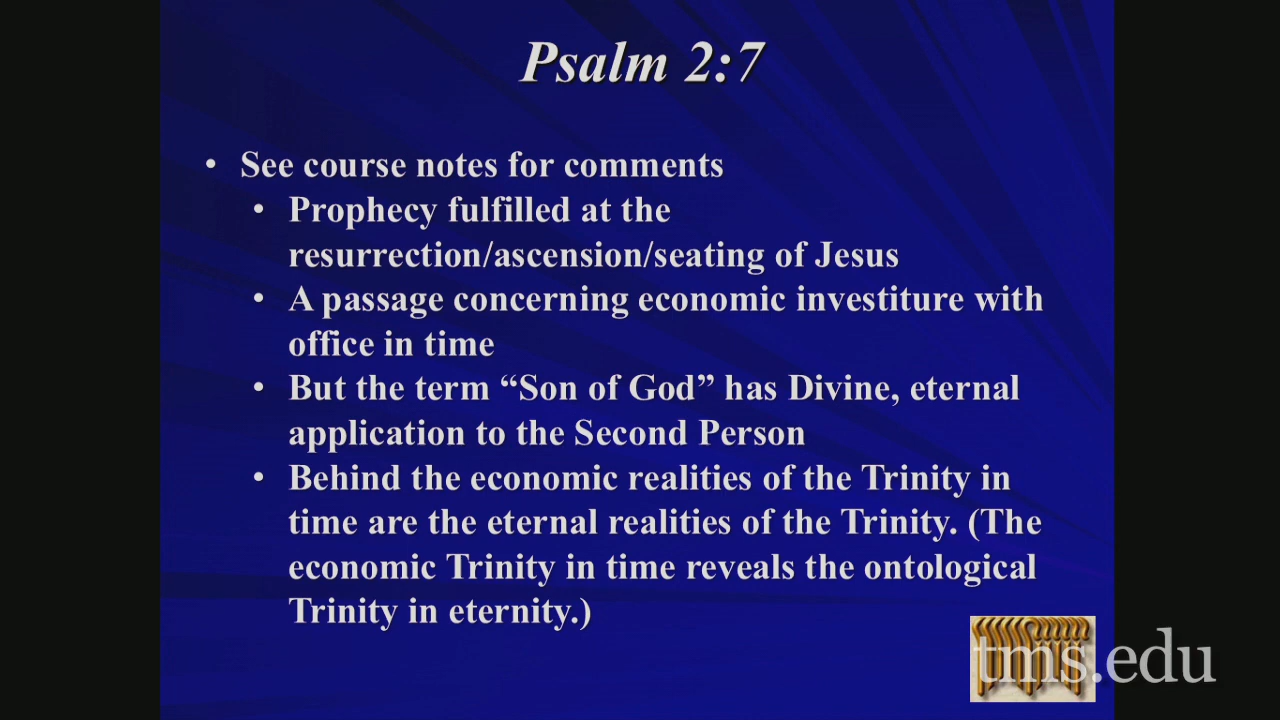 Psalm 2:7
• See course notes for comments
• Prophecy fulfilled at the
resurrection/ascension/seating of Jesus
• A passage concerning economic investiture with
office in time
• But the term “Son of God” has Divine, eternal
application to the Second Person
• Behind the economic realities of the Trinity in
time are the eternal realities of the Trinity. (The
economic Trinity in time reveals the ontological
Trinity in eternity.)
tms.edu